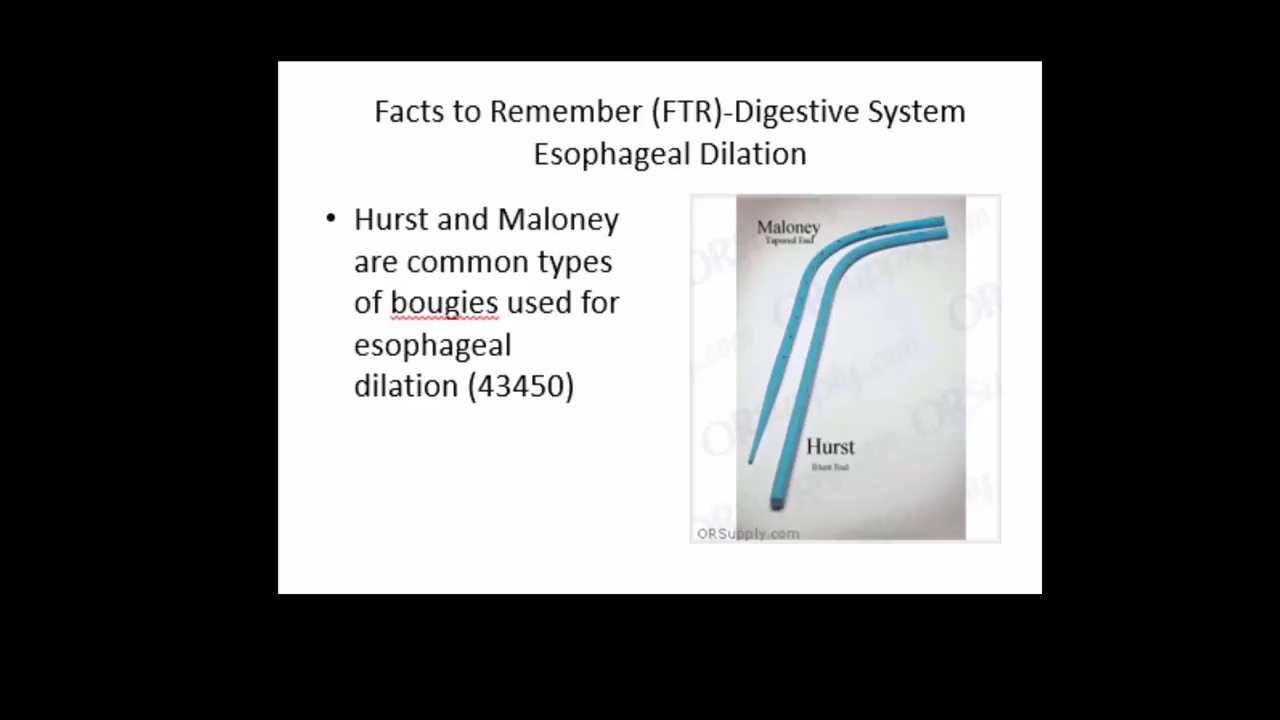 Facts to Remember (FTR)-Digestive System
Esophageal Dilation
• Hurst and Maloney
are common types
of bougies used for
esophageal
dilation (43450)
Maloney
Tapered End
Hurst
Blunt End
ORSupply.com